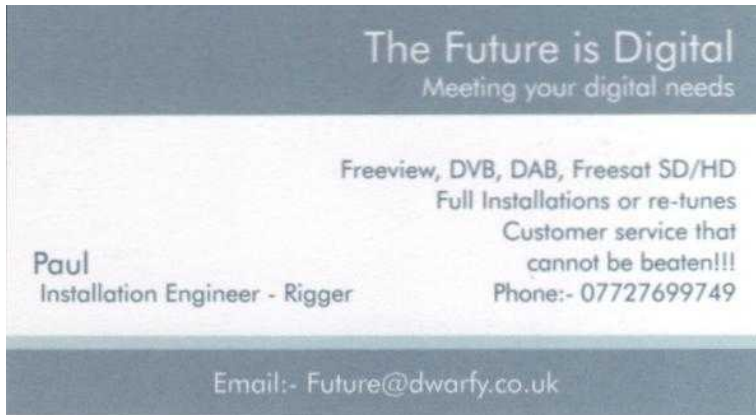 The Future is Digital
Meeting your digital needs
Freeview, DVB, DAB, Freesat SD/HD
Full Installations or re-tunes
Customer service that
cannot be beaten!!!
Phone:- 07727699749
Paul
Installation Engineer - Rigger
Email:- Future@dwarfy.co.uk